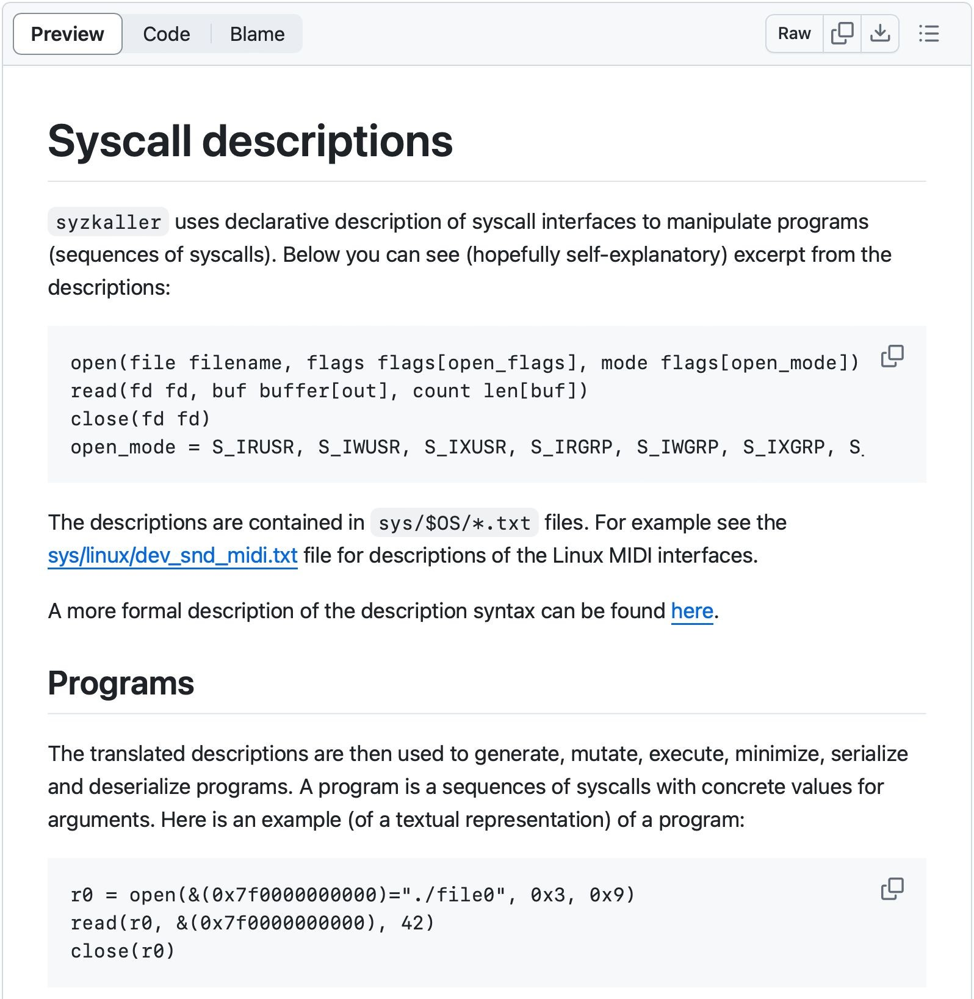 Preview Code Blame Raw
Syscall descriptions
syzkaller uses declarative description of syscall interfaces to manipulate programs
(sequences of syscalls). Below you can see (hopefully self-explanatory) excerpt from the
descriptions:
open(file filename, flags flags[open_flags], mode flags[open_mode])
read(fd fd, buf buffer[out], count len[buf])
close(fd fd)
open_mode = S_IRUSR, S_IWUSR, S_IXUSR, S_IRGRP, S_IWGRP, S_IXGRP, S_
The descriptions are contained in sys/$OS/*.txt files. For example see the
sys/linux/dev_snd_midi.txt file for descriptions of the Linux MIDI interfaces.
A more formal description of the description syntax can be found here.
Programs
The translated descriptions are then used to generate, mutate, execute, minimize, serialize
and deserialize programs. A program is a sequences of syscalls with concrete values for
arguments. Here is an example (of a textual representation) of a program:
r0 = open(&(0x7f0000000000)="./file0", 0x3, 0x9)
read(r0, &(0x7f0000000000), 42)
close(r0)